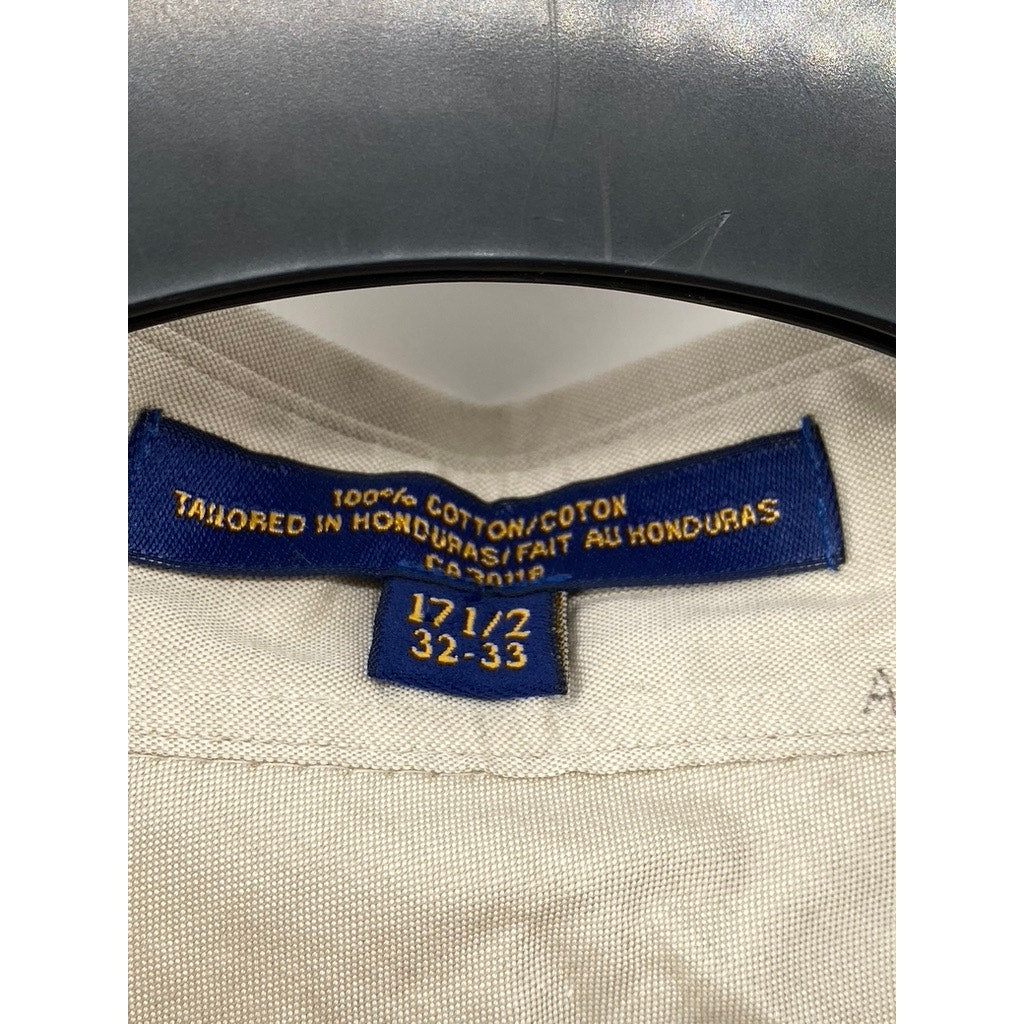 100% COTTON/COTON
TAILORED IN HONDURAS/FAIT AU HONDURAS
17 1/2
32-33
A